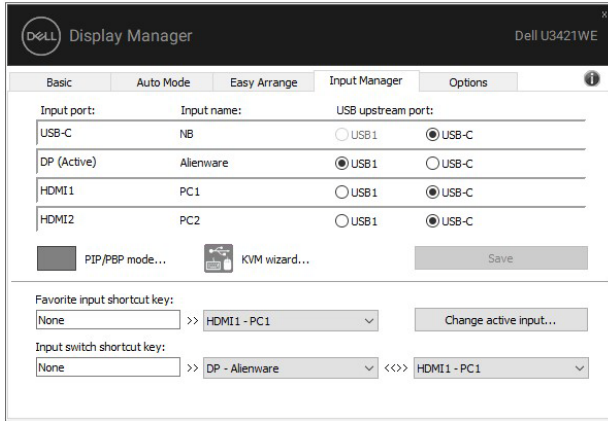 DELL Display Manager Dell U3421WE
Basic Auto Mode Easy Arrange Input Manager Options
Input port: Input name: USB upstream port:
USB-C NB USB1 USB-C
DP (Active) Alienware USB1 USB-C
HDMI1 PC1 USB1 USB-C
HDMI2 PC2 USB1 USB-C
PIP/PBP mode... KVM wizard... Save
Favorite input shortcut key:
None >> HDMI1 - PC1 Change active input...
Input switch shortcut key:
None >> DP - Alienware <<>> HDMI1 - PC1